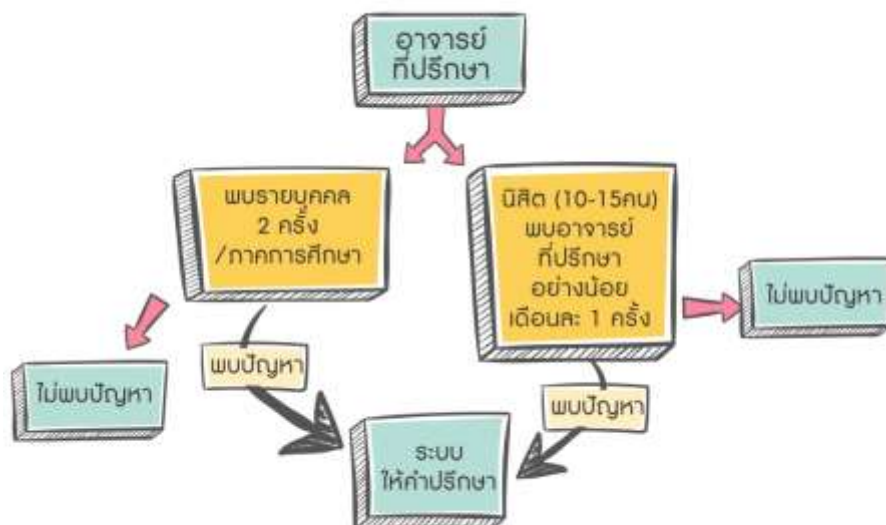 อาจารย์
ที่ปรึกษา
พบรายบุคคล
2 ครั้ง
/ภาคการศึกษา
นิสิต (10-15คน)
พบอาจารย์
ที่ปรึกษา
อย่างน้อย
เดือนละ 1 ครั้ง
ไม่พบปัญหา
พบปัญหา
ไม่พบปัญหา
พบปัญหา
ระบบ
ให้คำปรึกษา